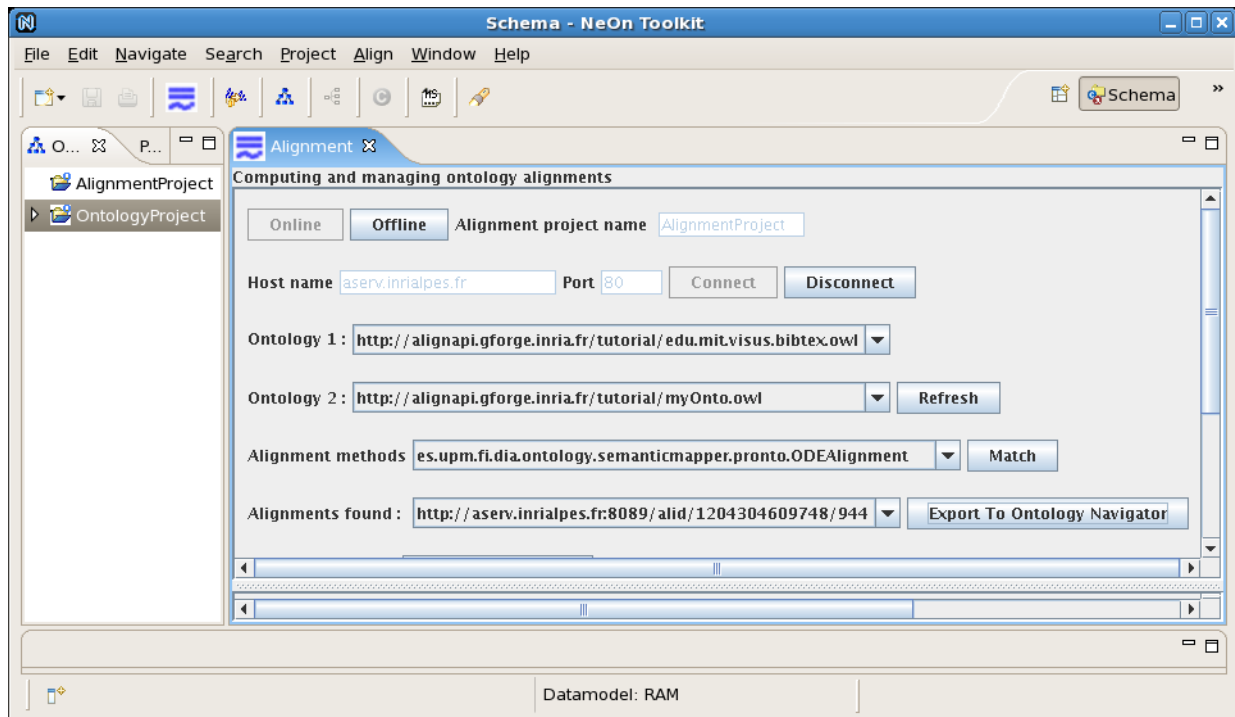 Schema - NeOn Toolkit
File Edit Navigate Search Project Align Window Help
Schema »
O... P...
Alignment
AlignmentProject
OntologyProject
Computing and managing ontology alignments
Online Offline Alignment project name AlignmentProject
Host name aserv.inrialpes.fr Port 80 Connect Disconnect
Ontology 1 : http://alignapi.gforge.inria.fr/tutorial/edu.mit.visus.bibtex.owl
Ontology 2 : http://alignapi.gforge.inria.fr/tutorial/myOnto.owl Refresh
Alignment methods es.upm.fi.dia.ontology.semanticmapper.pronto.ODEAlignment Match
Alignments found : http://aserv.inrialpes.fr:8089/alid/1204304609748/944 Export To Ontology Navigator
Datamodel: RAM